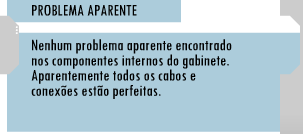 PROBLEMA APARENTE
Nenhum problema aparente encontrado
nos componentes internos do gabinete.
Aparentemente todos os cabos e
conexões estão perfeitas.